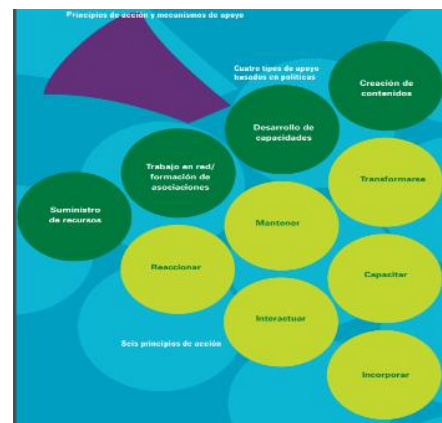 Principios de acción y mecanismos de apoyo
Cuatro tipos de apoyo
basados en políticas
Creación de
contenidos
Desarrollo de
capacidades
Trabajo en red/
formación de
asociaciones
Suministro
de recursos
Transformarse
Mantener
Reaccionar
Capacitar
Interactuar
Seis principios de acción
Incorporar